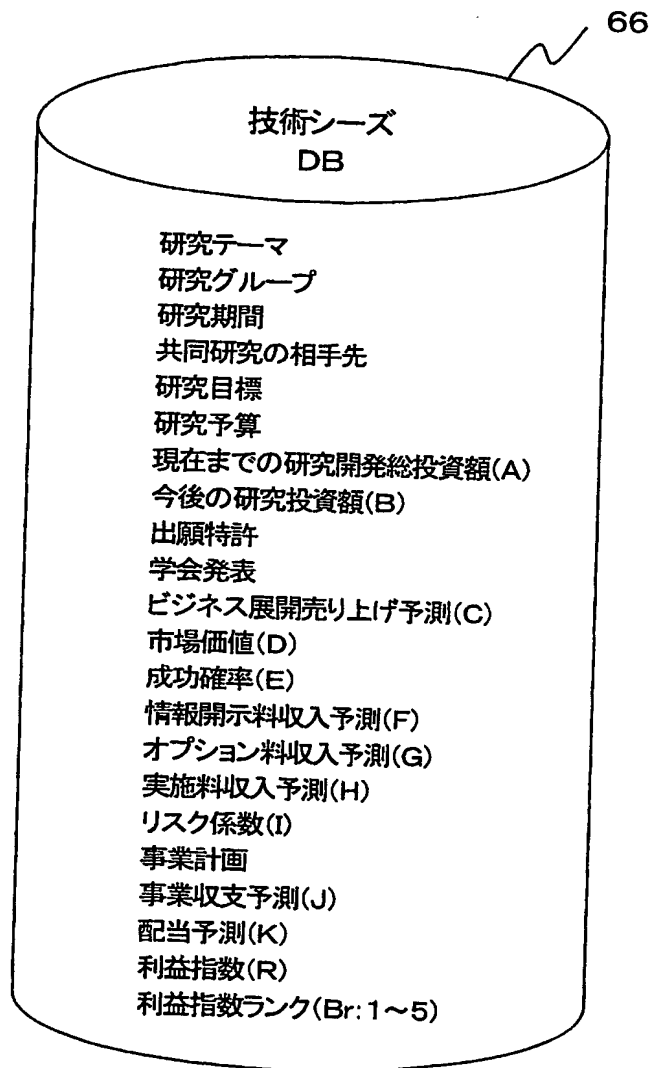 66
技術シーズ
DB
研究テーマ
研究グループ
研究期間
共同研究の相手先
研究目標
研究予算
現在までの研究開発総投資額(A)
今後の研究投資額(B)
出願特許
学会発表
ビジネス展開売り上げ予測(C)
市場価値(D)
成功確率(E)
情報開示料収入予測(F)
オプション料収入予測(G)
実施料収入予測(H)
リスク係数(I)
事業計画
事業収支予測(J)
配当予測(K)
利益指数(R)
利益指数ランク(Br:1～5)